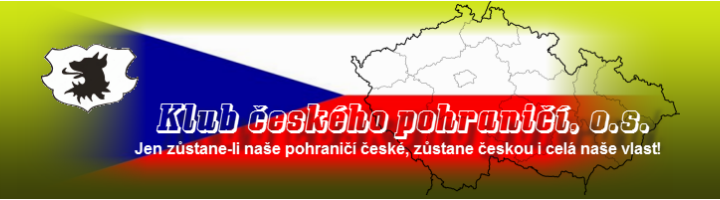 Klub českého pohraničí, o.s.
Jen zůstane-li naše pohraničí české, zůstane českou i celá naše vlast!